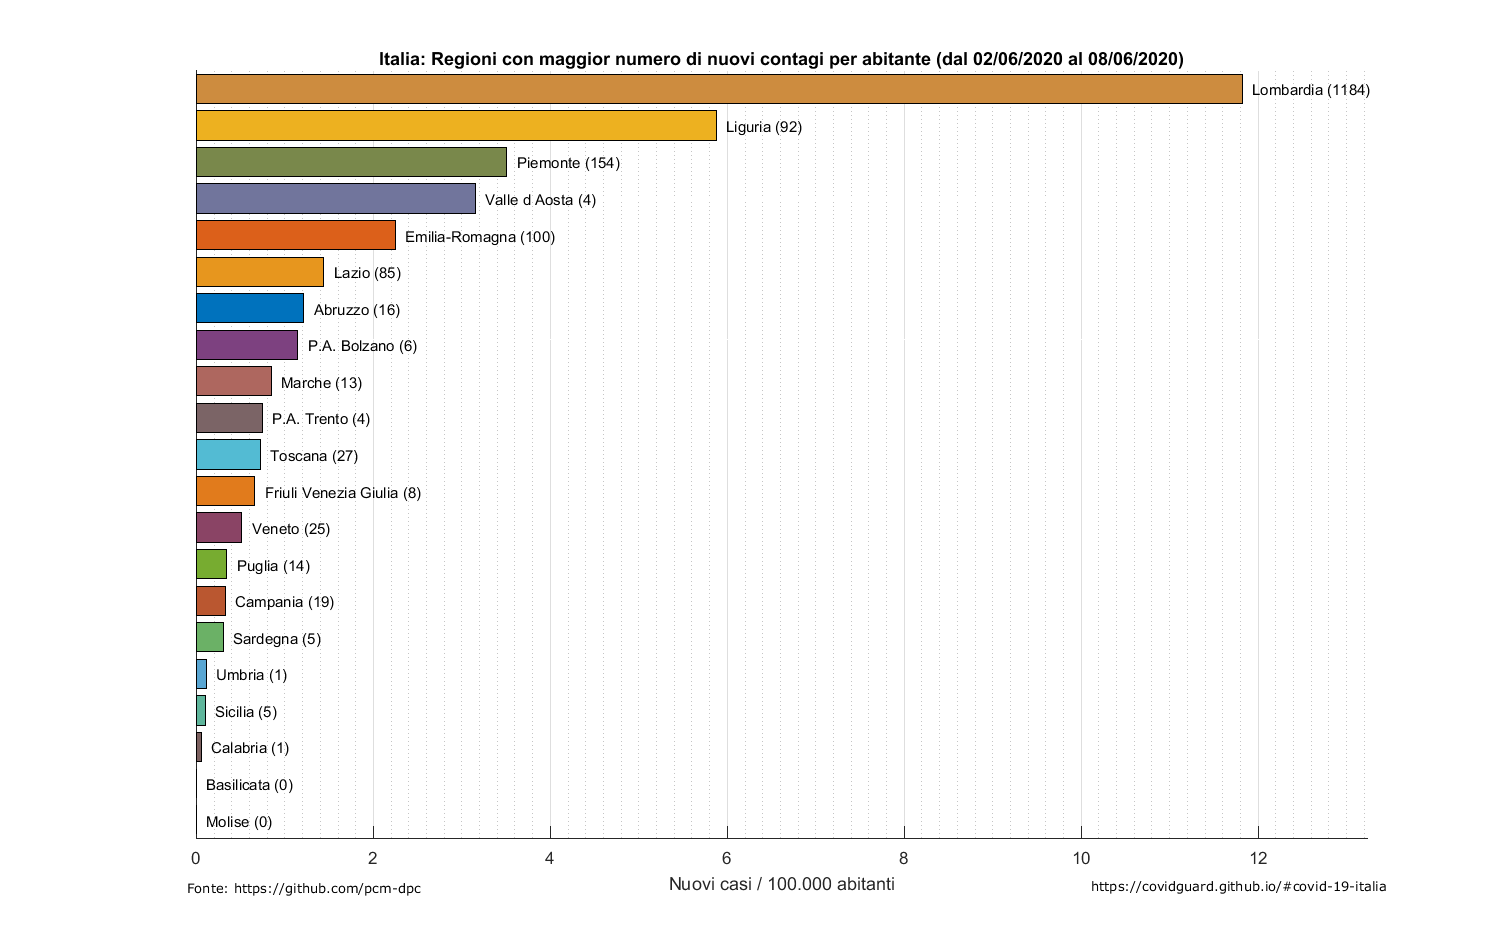 Italia: Regioni con maggior numero di nuovi contagi per abitante (dal 02/06/2020 al 08/06/2020)
Lombardia (1184)
Liguria (92)
Piemonte (154)
Valle d Aosta (4)
Emilia-Romagna (100)
Lazio (85)
Abruzzo (16)
P.A. Bolzano (6)
Marche (13)
P.A. Trento (4)
Toscana (27)
Friuli Venezia Giulia (8)
Veneto (25)
Puglia (14)
Campania (19)
Sardegna (5)
Umbria (1)
Sicilia (5)
Calabria (1)
Basilicata (0)
Molise (0)
0 2 4 6 8 10 12
Nuovi casi / 100.000 abitanti
Fonte: https://github.com/pcm-dpc
https://covidguard.github.io/#covid-19-italia